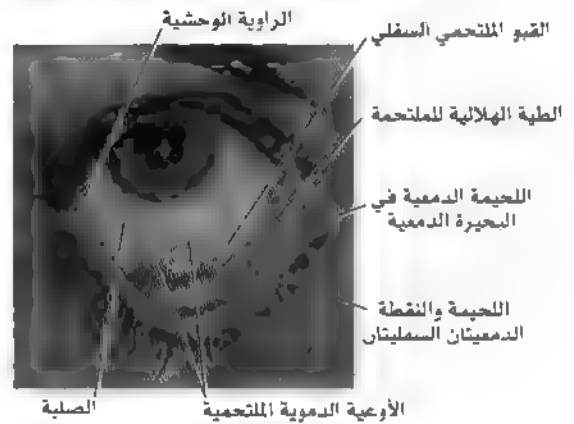 الزاوية الوحشية
القبو الملتحمي السفلي
الطية الهلالية للملتحمة
اللحيمة الدمعية في
البحيرة الدمعية
اللحيمة والنقطة
الدمعيتان السفليتان
الأوعية الدموية الملتحمية
الصلبة